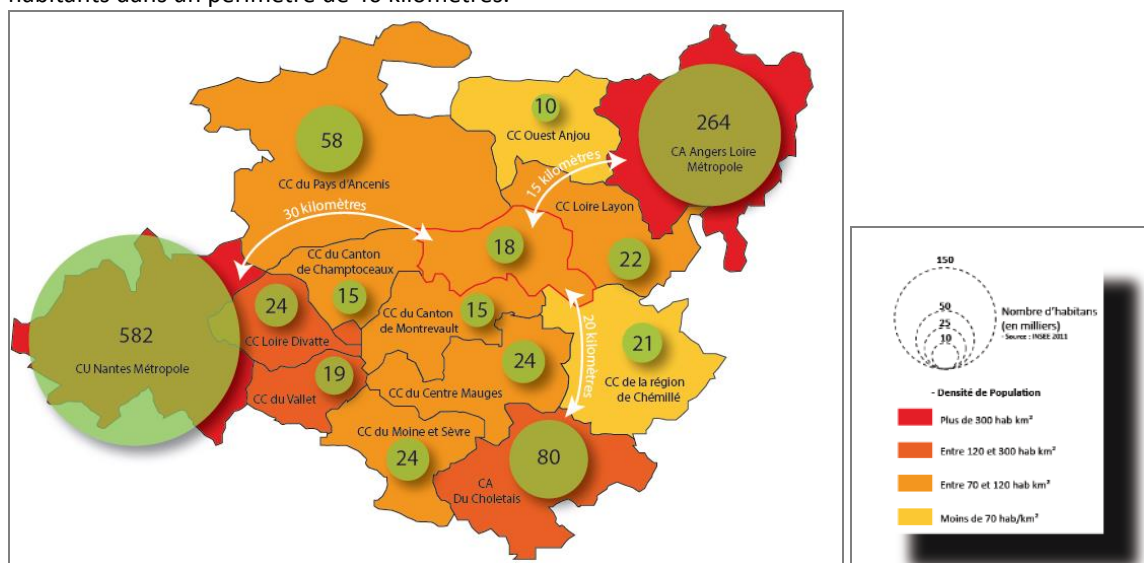 habitants dans un périmètre de 40 kilomètres.
10
CC Ouest Anjou
264
CA Angers Loire
Métropole
58
CC du Pays d'Ancenis
15 kilomètres
30 kilomètres
CC Loire Layon
18
22
CC du Canton
de Champtoceaux
15
24
CC Loire Divatte
CC du Canton
de Montrevault
15
20 kilomètres
582
CU Nantes Métropole
19
CC du Vallet
24
CC du Centre Mauges
21
CC de la région
de Chémillé
CC du Moine et Sèvre
24
80
CA
Du Choletais
150
50
25
10
Nombre d'habitans
(en milliers)
- Source : INSEE 2011
- Densité de Population
Plus de 300 hab km²
Entre 120 et 300 hab km²
Entre 70 et 120 hab km²
Moins de 70 hab/km²